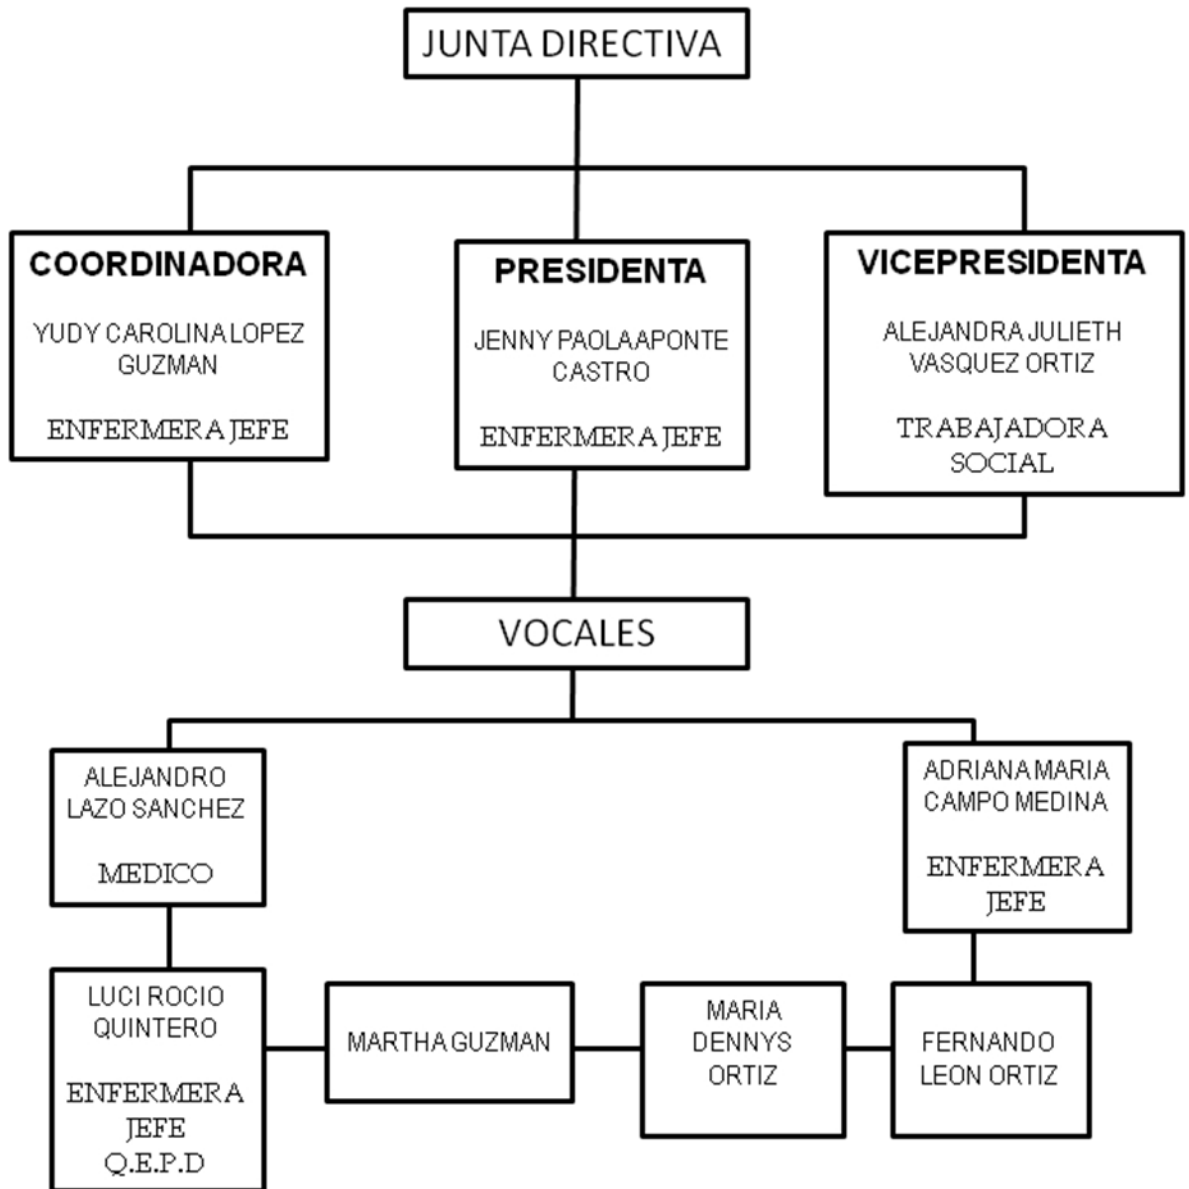 JUNTA DIRECTIVA
COORDINADORA
YUDY CAROLINA LOPEZ
GUZMAN
ENFERMERA JEFE
PRESIDENTA
JENNY PAOLA APONTE
CASTRO
ENFERMERA JEFE
VICEPRESIDENTA
ALEJANDRA JULIETH
VASQUEZ ORTIZ
TRABAJADORA
SOCIAL
VOCALES
ALEJANDRO
LAZO SANCHEZ
MEDICO
ADRIANA MARIA
CAMPO MEDINA
ENFERMERA
JEFE
LUCI ROCIO
QUINTERO
ENFERMERA
JEFE
Q.E.P.D
MARTHA GUZMAN
MARIA
DENNYS
ORTIZ
FERNANDO
LEON ORTIZ